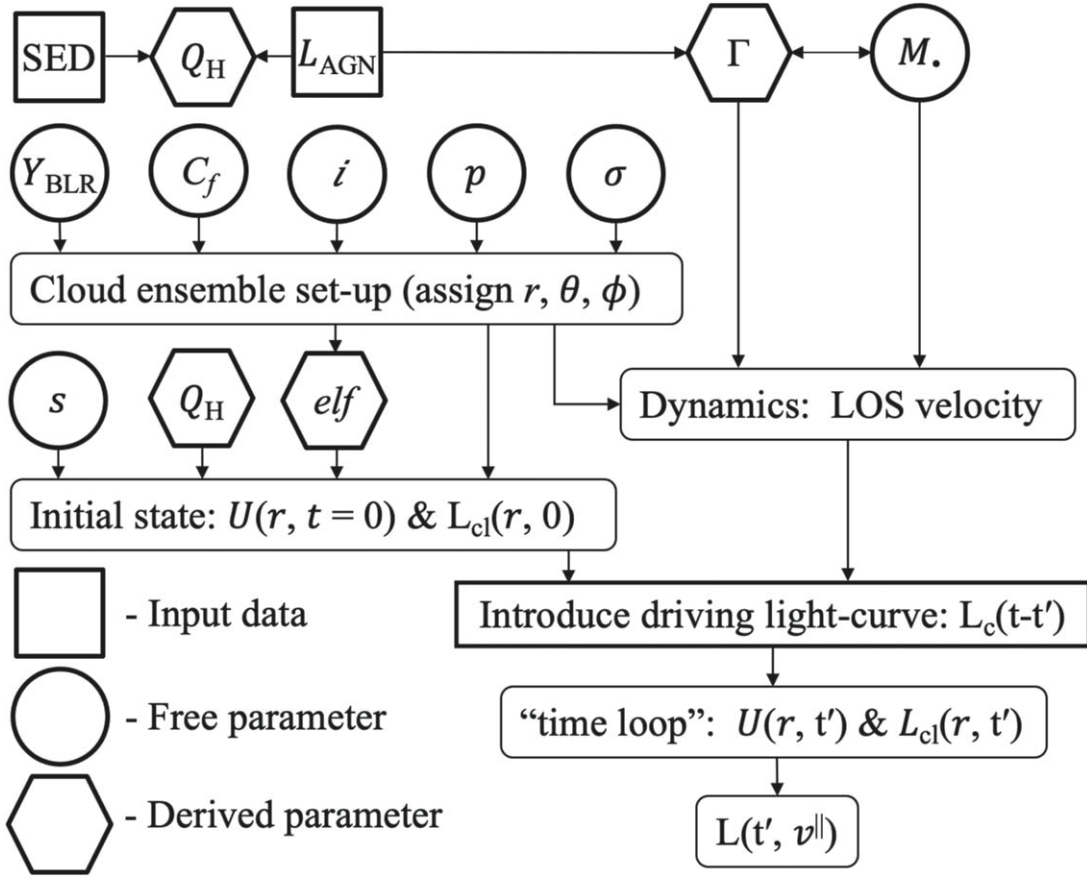 SED
Q_H
L_AGN
Γ
M•
Y_BLR
C_f
i
p
σ
Cloud ensemble set-up (assign r, θ, ϕ)
s
Q_H
elf
Dynamics: LOS velocity
Initial state: U(r, t = 0) & L_cl(r, 0)
- Input data
Introduce driving light-curve: L_c(t-t′)
- Free parameter
“time loop”: U(r, t′) & L_cl(r, t′)
- Derived parameter
L(t′, v^||)